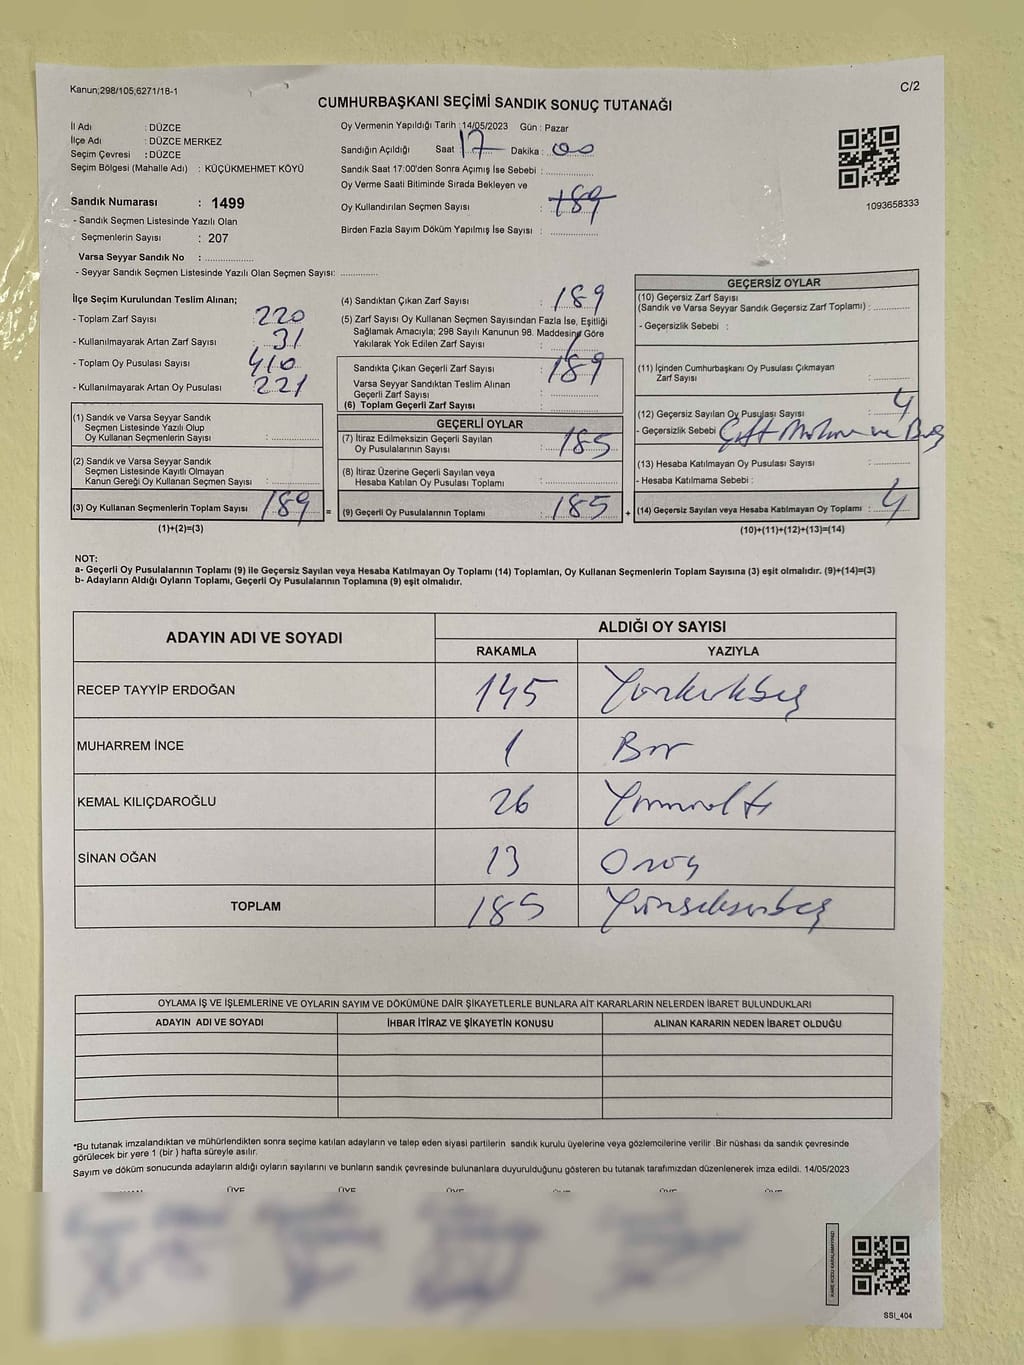 Kanun;298/105,6271/18-1
C/2
CUMHURBAŞKANI SEÇİMİ SANDIK SONUÇ TUTANAĞI
İl Adı : DÜZCE
İlçe Adı : DÜZCE MERKEZ
Seçim Çevresi : DÜZCE
Seçim Bölgesi (Mahalle Adı) : KÜÇÜKMEHMET KÖYÜ
Sandık Numarası : 1499
- Sandık Seçmen Listesinde Yazılı Olan
Seçmenlerin Sayısı : 207
Varsa Seyyar Sandık No : ..................
- Seyyar Sandık Seçmen Listesinde Yazılı Olan Seçmen Sayısı: ..............
Oy Vermenin Yapıldığı Tarih : 14/05/2023 Gün : Pazar
Sandığın Açıldığı Saat 17 Dakika : 00
Sandık Saat 17:00'den Sonra Açımış İse Sebebi : ..............
Oy Verme Saati Bitiminde Sırada Bekleyen ve
Oy Kullandırılan Seçmen Sayısı : 189
Birden Fazla Sayım Döküm Yapılmış İse Sayısı : ..............
1093658333
İlçe Seçim Kurulundan Teslim Alınan;
- Toplam Zarf Sayısı 220
- Kullanılmayarak Artan Zarf Sayısı : 31
- Toplam Oy Pusulası Sayısı : 410
- Kullanılmayarak Artan Oy Pusulası : 221
(1) Sandık ve Varsa Seyyar Sandık
Seçmen Listesinde Yazılı Olup
Oy Kullanan Seçmenlerin Sayısı : ..............
(2) Sandık ve Varsa Seyyar Sandık
Seçmen Listesinde Kayıtlı Olmayan
Kanun Gereği Oy Kullanan Seçmen Sayısı : ..............
(3) Oy Kullanan Seçmenlerin Toplam Sayısı 189 =
(1)+(2)=(3)
(4) Sandıktan Çıkan Zarf Sayısı : 189
(5) Zarf Sayısı Oy Kullanan Seçmen Sayısından Fazla İse, Eşitliği
Sağlamak Amacıyla; 298 Sayılı Kanunun 98. Maddesine Göre
Yakılarak Yok Edilen Zarf Sayısı :
Sandıkta Çıkan Geçerli Zarf Sayısı : 189
Varsa Seyyar Sandıktan Teslim Alınan
Geçerli Zarf Sayısı : ..............
(6) Toplam Geçerli Zarf Sayısı : ..............
GEÇERLİ OYLAR
(7) İtiraz Edilmeksizin Geçerli Sayılan
Oy Pusulalarının Sayısı : 185
(8) İtiraz Üzerine Geçerli Sayılan veya
Hesaba Katılan Oy Pusulası Toplamı : ..............
(9) Geçerli Oy Pusulalarının Toplamı : 185 +
GEÇERSİZ OYLAR
(10) Geçersiz Zarf Sayısı
(Sandık ve Varsa Seyyar Sandık Geçersiz Zarf Toplamı) : ..............
- Geçersizlik Sebebi :
(11) İçinden Cumhurbaşkanı Oy Pusulası Çıkmayan
Zarf Sayısı : ..............
(12) Geçersiz Sayılan Oy Pusulası Sayısı : 4
- Geçersizlik Sebebi Çift Mühür ve Boş
(13) Hesaba Katılmayan Oy Pusulası Sayısı : ..............
- Hesaba Katılmama Sebebi :
(14) Geçersiz Sayılan veya Hesaba Katılmayan Oy Toplamı : 4
(10)+(11)+(12)+(13)=(14)
NOT:
a- Geçerli Oy Pusulalarının Toplamı (9) ile Geçersiz Sayılan veya Hesaba Katılmayan Oy Toplamı (14) Toplamları, Oy Kullanan Seçmenlerin Toplam Sayısına (3) eşit olmalıdır. (9)+(14)=(3)
b- Adayların Aldığı Oyların Toplamı, Geçerli Oy Pusulalarının Toplamına (9) eşit olmalıdır.
ADAYIN ADI VE SOYADI
ALDIĞI OY SAYISI
RAKAMLA YAZIYLA
RECEP TAYYİP ERDOĞAN 145 Yüzkırkbeş
MUHARREM İNCE 1 Bir
KEMAL KILIÇDAROĞLU 26 Yirmialtı
SİNAN OĞAN 13 Onüç
TOPLAM 185 Yüzseksenbeş
OYLAMA İŞ VE İŞLEMLERİNE VE OYLARIN SAYIM VE DÖKÜMÜNE DAİR ŞİKAYETLERLE BUNLARA AİT KARARLARIN NELERDEN İBARET BULUNDUKLARI
ADAYIN ADI VE SOYADI İHBAR İTİRAZ VE ŞİKAYETİN KONUSU ALINAN KARARIN NEDEN İBARET OLDUĞU
*Bu tutanak imzalandıktan ve mühürlendikten sonra seçime katılan adayların ve talep eden siyasi partilerin sandık kurulu üyelerine veya gözlemcilerine verilir .Bir nüshası da sandık çevresinde
görülecek bir yere 1 (bir ) hafta süreyle asılır.
Sayım ve döküm sonucunda adayların aldığı oyların sayılarını ve bunların sandık çevresinde bulunanlara duyurulduğunu gösteren bu tutanak tarafımızdan düzenlenerek imza edildi. 14/05/2023
ÜYE ÜYE ÜYE ÜYE ÜYE
KARE KODU KARALAMAYINIZ!
SSI_404